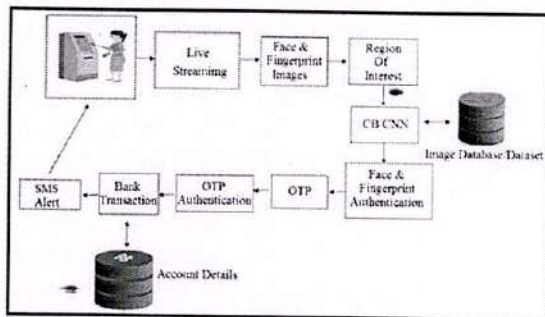 Live
Streaming
Face &
Fingerprint
Images
Region
Of
Interest
CB CNN
Image Database-Dataset
Face &
Fingerprint
Authentication
OTP
OTP
Authentication
Bank
Transaction
SMS
Alert
Account Details